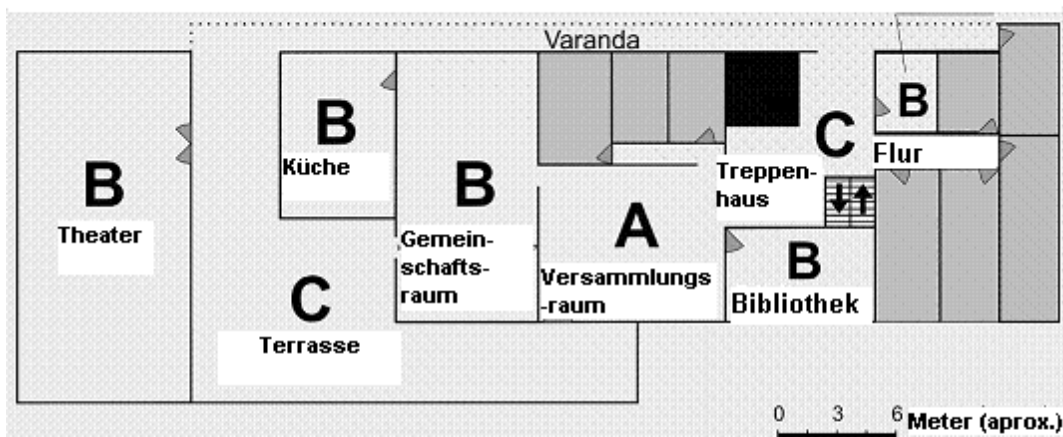 Varanda
B
Theater
B
Küche
B
Gemein-
schafts-
raum
C
Terrasse
A
Versammlungs
-raum
Treppen-
haus
C
B
Flur
B
Bibliothek
0 3 6 Meter (aprox.)